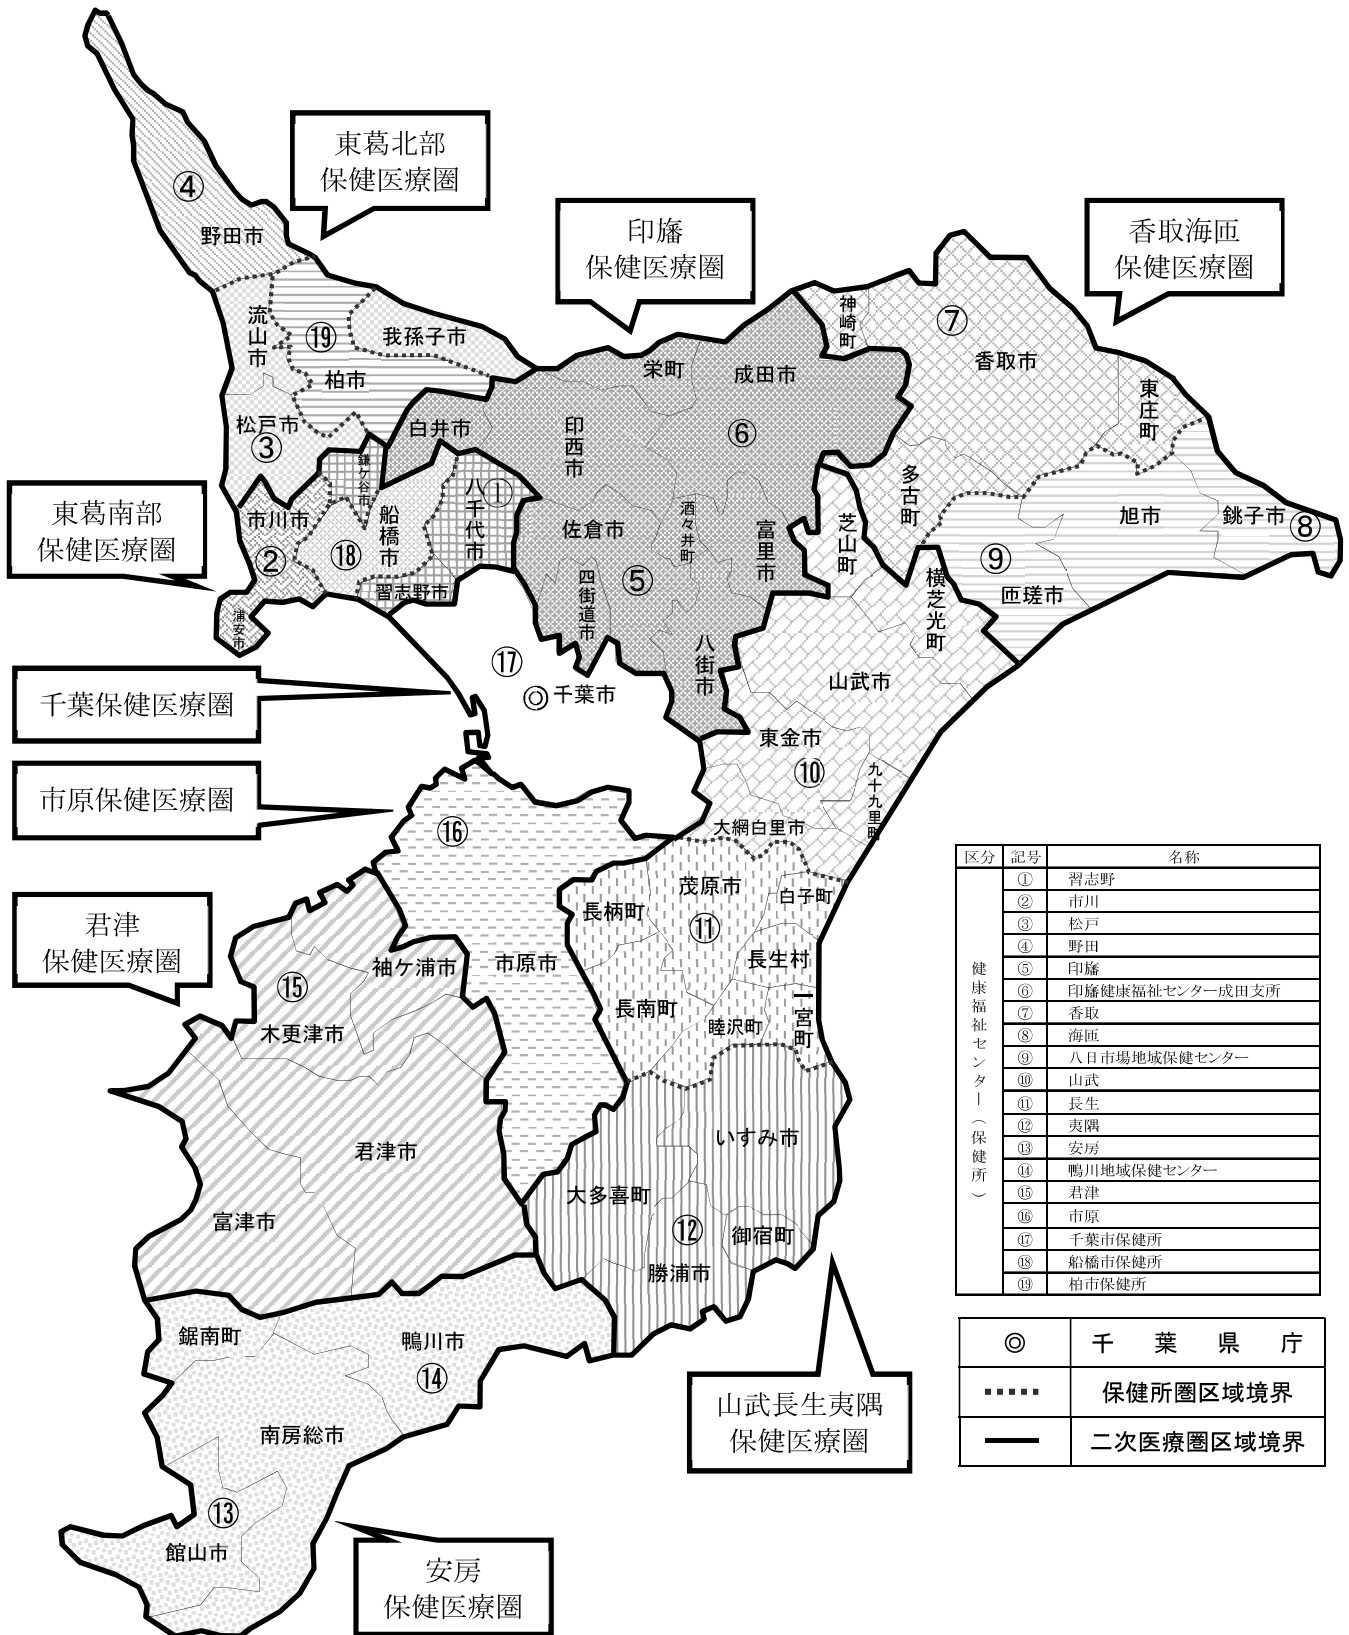 東葛北部
保健医療圏
印旛
保健医療圏
香取海匝
保健医療圏
④
野田市
流山市
⑲
我孫子市
柏市
松戸市
③
神崎町
⑦
香取市
東庄町
栄町
成田市
⑥
白井市
印西市
鎌ケ谷市
①
八千代市
東葛南部
保健医療圏
市川市
②
船橋市
⑱
習志野市
浦安市
佐倉市
酒々井町
富里市
⑤
四街道市
八街市
多古町
芝山町
横芝光町
旭市
銚子市
⑧
⑨
匝瑳市
⑰
◎千葉市
千葉保健医療圏
市原保健医療圏
山武市
東金市
⑩
九十九里町
大網白里市
⑯
市原市
君津
保健医療圏
⑮
袖ケ浦市
木更津市
君津市
富津市
茂原市
白子町
長柄町
⑪
長生村
長南町
睦沢町
一宮町
いすみ市
大多喜町
⑫
御宿町
勝浦市
鋸南町
鴨川市
⑭
南房総市
⑬
館山市
山武長生夷隅
保健医療圏
安房
保健医療圏
区分 記号 名称
健康福祉センター（保健所）
① 習志野
② 市川
③ 松戸
④ 野田
⑤ 印旛
⑥ 印旛健康福祉センター成田支所
⑦ 香取
⑧ 海匝
⑨ 八日市場地域保健センター
⑩ 山武
⑪ 長生
⑫ 夷隅
⑬ 安房
⑭ 鴨川地域保健センター
⑮ 君津
⑯ 市原
⑰ 千葉市保健所
⑱ 船橋市保健所
⑲ 柏市保健所
◎ 千葉県庁
保健所圏区域境界
二次医療圏区域境界